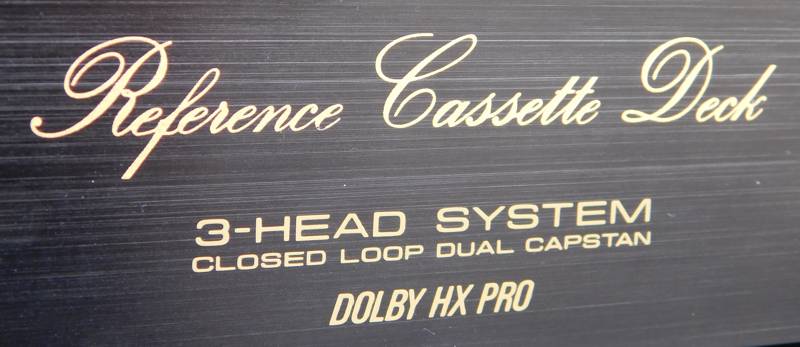 Reference Cassette Deck
3-HEAD SYSTEM
CLOSED LOOP DUAL CAPSTAN
DOLBY HX PRO